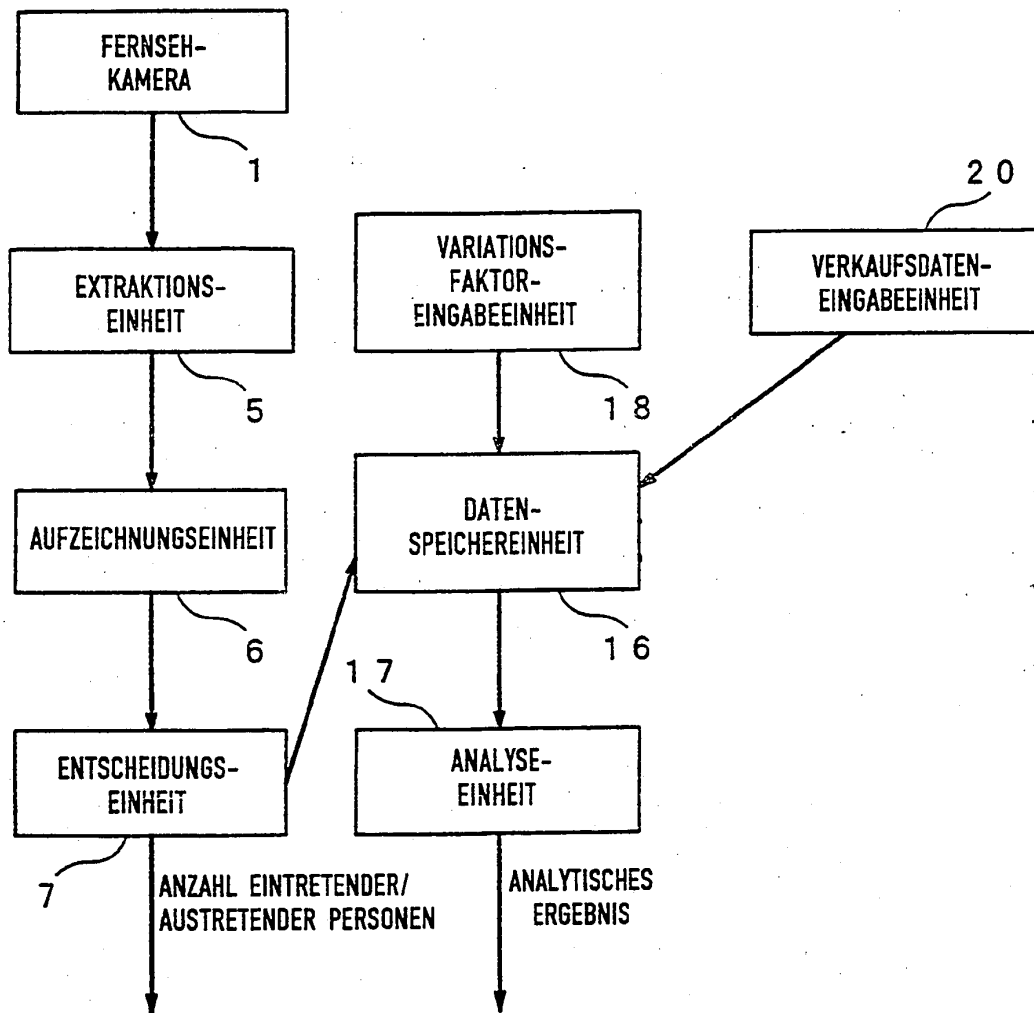 FERNSEH-
KAMERA
1
20
VARIATIONS-
FAKTOR-
EINGABEEINHEIT
VERKAUFSDATEN-
EINGABEEINHEIT
EXTRAKTIONS-
EINHEIT
5
18
DATEN-
SPEICHEREINHEIT
AUFZEICHNUNGSEINHEIT
6
16
17
ENTSCHEIDUNGS-
EINHEIT
ANALYSE-
EINHEIT
7
ANZAHL EINTRETENDER/
AUSTRETENDER PERSONEN
ANALYTISCHES
ERGEBNIS